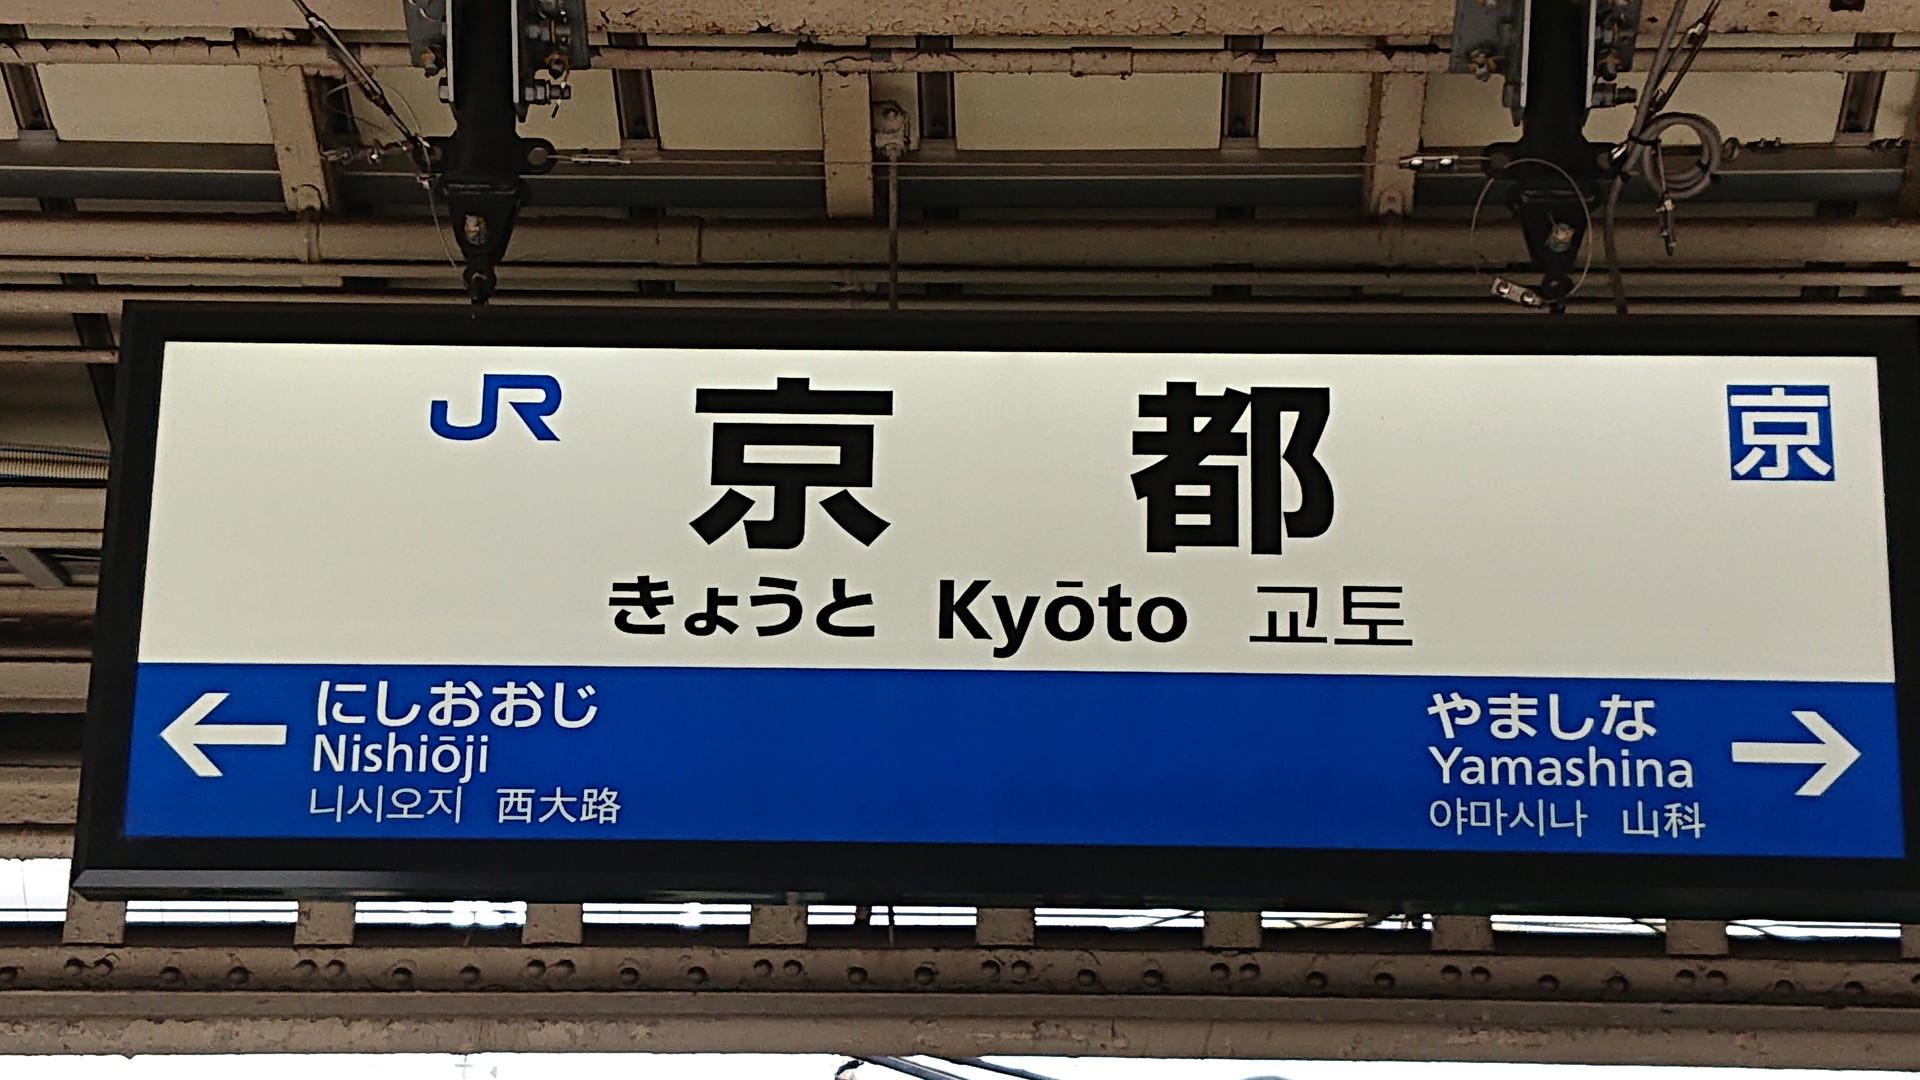 JR 京都 京
きょうと Kyōto 교토
← にしおおじ
Nishiōji
니시오지 西大路
やましな →
Yamashina
야마시나 山科